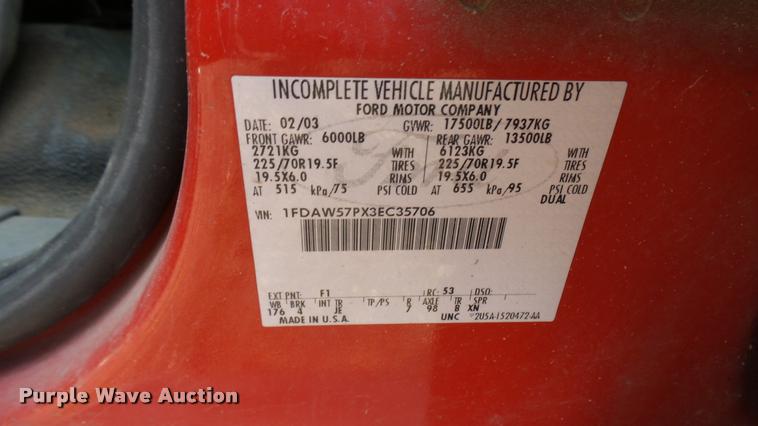 INCOMPLETE VEHICLE MANUFACTURED BY
FORD MOTOR COMPANY
DATE: 02/03 GVWR: 17500LB/ 7937KG
FRONT GAWR: 6000LB REAR GAWR: 13500LB
2721KG WITH 6123KG WITH
225/70R19.5F TIRES 225/70R19.5F TIRES
19.5X6.0 RIMS 19.5X6.0 RIMS
AT 515 kPa/75 PSI COLD AT 655 kPa/95 PSI COLD
DUAL
VIN: 1FDAW57PX3EC35706
EXT PNT: F1 RC: 53 DSO:
WB BRK INT TR TP/PS R AXLE TR SPR
176 4 JE 7 98 B XN
MADE IN U.S.A. UNC 2U5A-1520472-AA
Purple Wave Auction